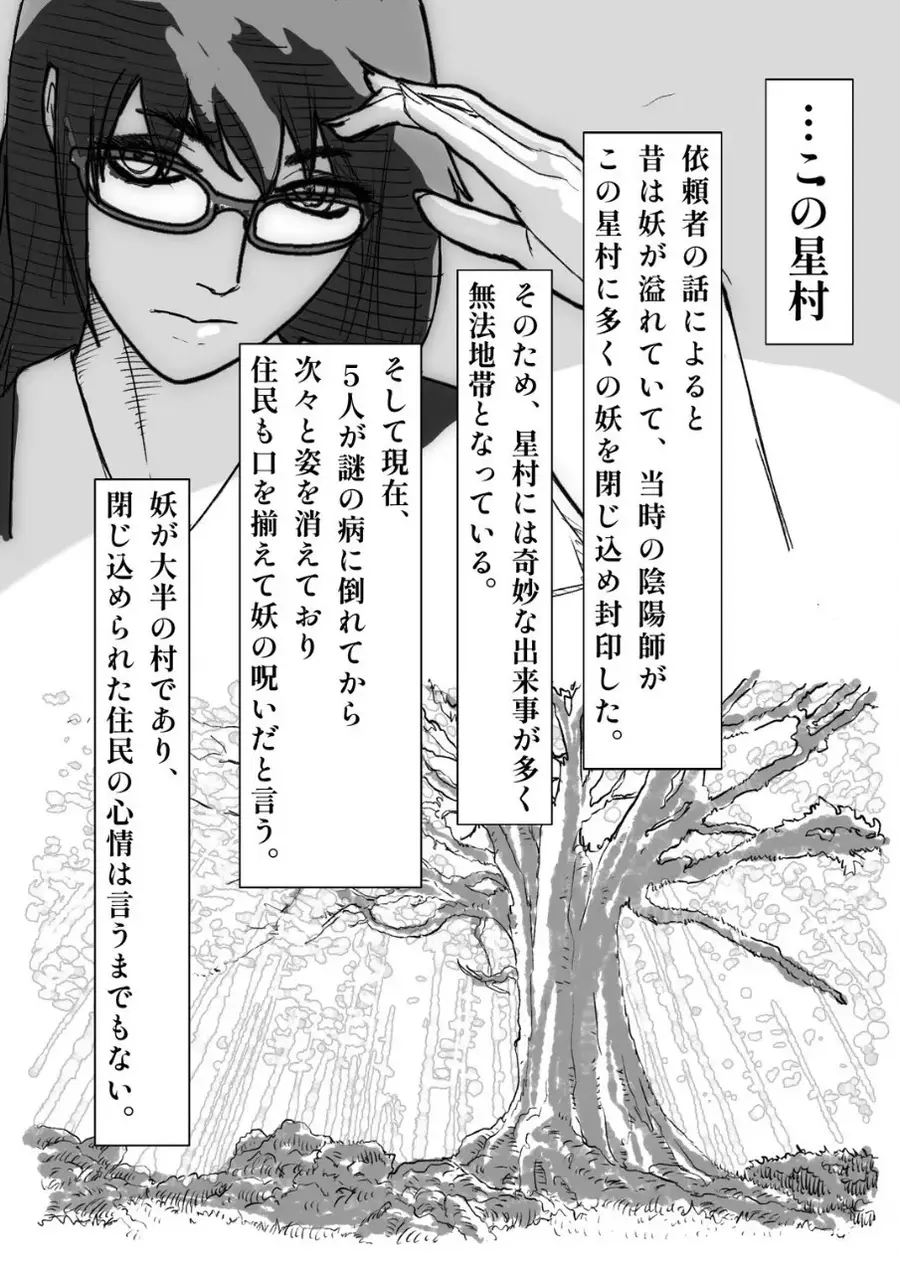 …この星村
依頼者の話によると
昔は妖が溢れていて、当時の陰陽師が
この星村に多くの妖を閉じ込め封印した。
そのため、星村には奇妙な出来事が多く
無法地帯となっている。
そして現在、
5人が謎の病に倒れてから
次々と姿を消えており
住民も口を揃えて妖の呪いだと言う。
妖が大半の村であり、
閉じ込められた住民の心情は言うまでもない。